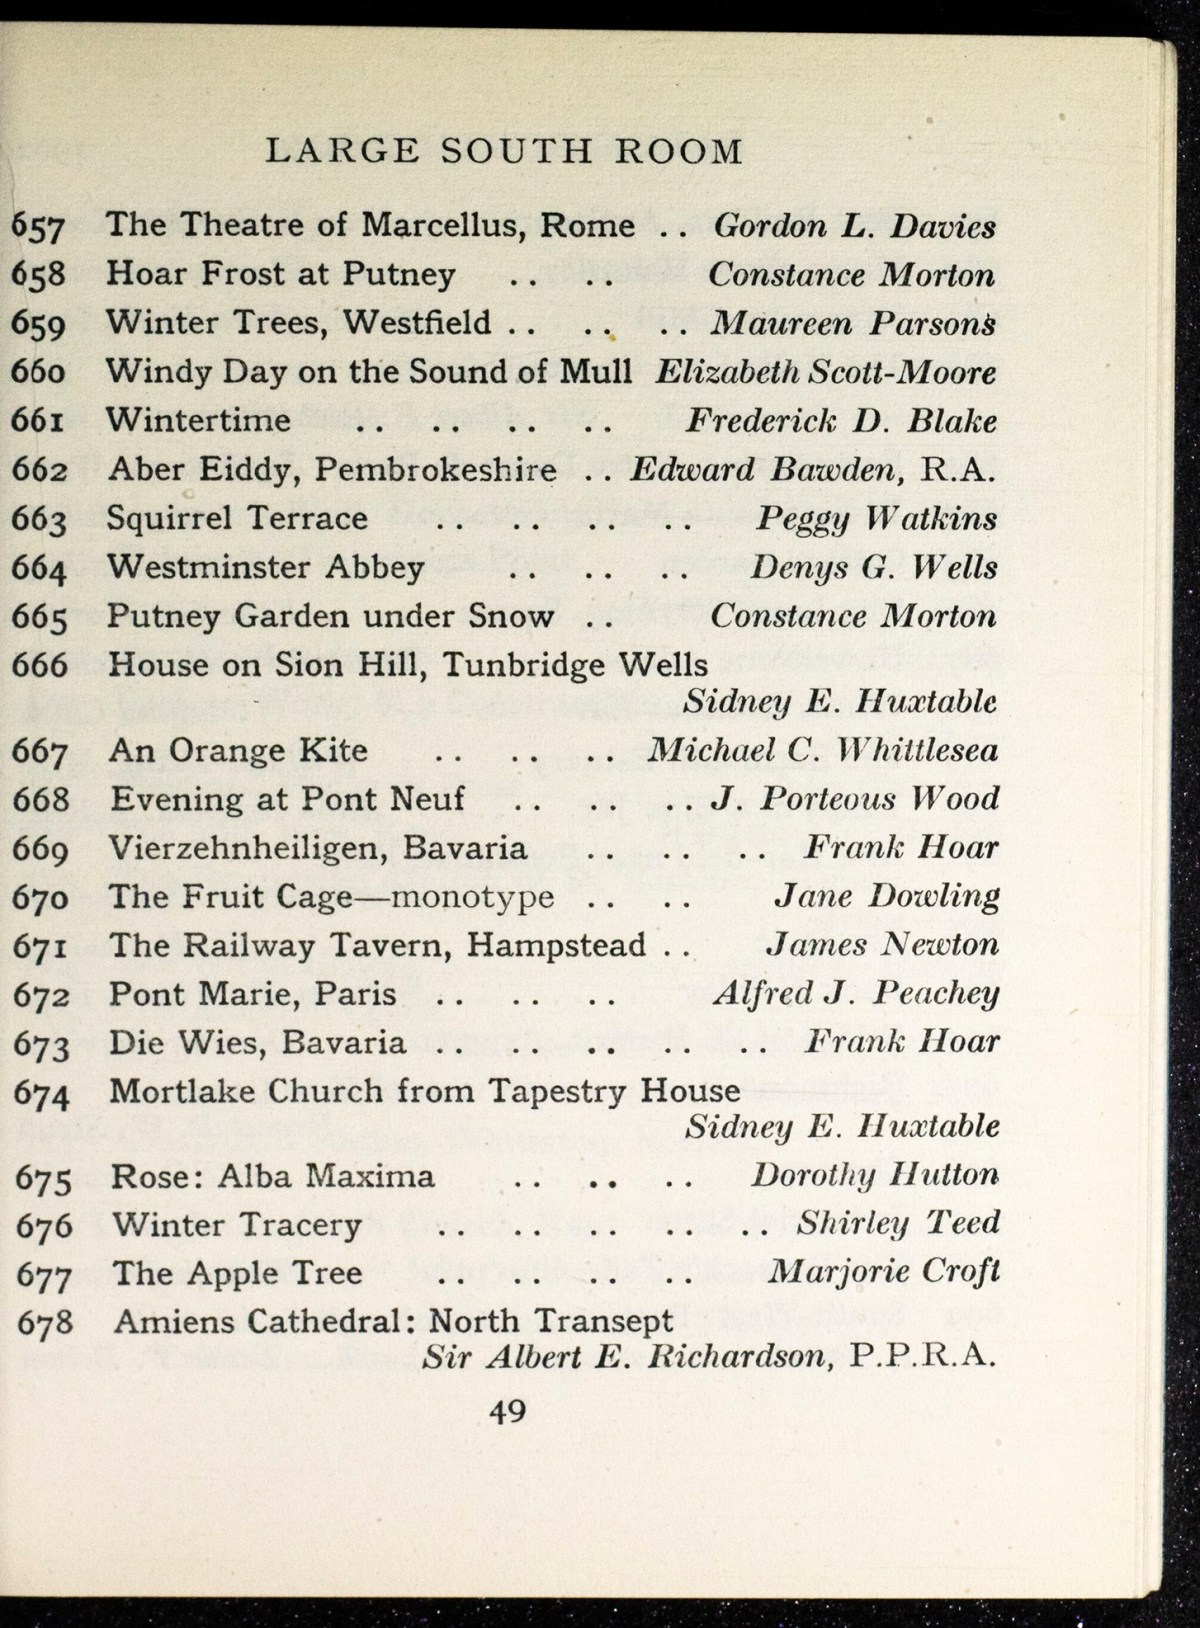 LARGE SOUTH ROOM
657 The Theatre of Marcellus, Rome .. Gordon L. Davies
658 Hoar Frost at Putney .. .. Constance Morton
659 Winter Trees, Westfield .. .. .. Maureen Parsons
660 Windy Day on the Sound of Mull Elizabeth Scott-Moore
661 Wintertime .. .. .. .. Frederick D. Blake
662 Aber Eiddy, Pembrokeshire .. Edward Bawden, R.A.
663 Squirrel Terrace .. .. .. .. Peggy Watkins
664 Westminster Abbey .. .. .. Denys G. Wells
665 Putney Garden under Snow .. Constance Morton
666 House on Sion Hill, Tunbridge Wells
Sidney E. Huxtable
667 An Orange Kite .. .. .. Michael C. Whittlesea
668 Evening at Pont Neuf .. .. .. J. Porteous Wood
669 Vierzehnheiligen, Bavaria .. .. .. Frank Hoar
670 The Fruit Cage—monotype .. .. Jane Dowling
671 The Railway Tavern, Hampstead .. James Newton
672 Pont Marie, Paris .. .. .. Alfred J. Peachey
673 Die Wies, Bavaria .. .. .. .. .. Frank Hoar
674 Mortlake Church from Tapestry House
Sidney E. Huxtable
675 Rose: Alba Maxima .. .. .. Dorothy Hutton
676 Winter Tracery .. .. .. .. .. Shirley Teed
677 The Apple Tree .. .. .. .. Marjorie Croft
678 Amiens Cathedral: North Transept
Sir Albert E. Richardson, P.P.R.A.
49